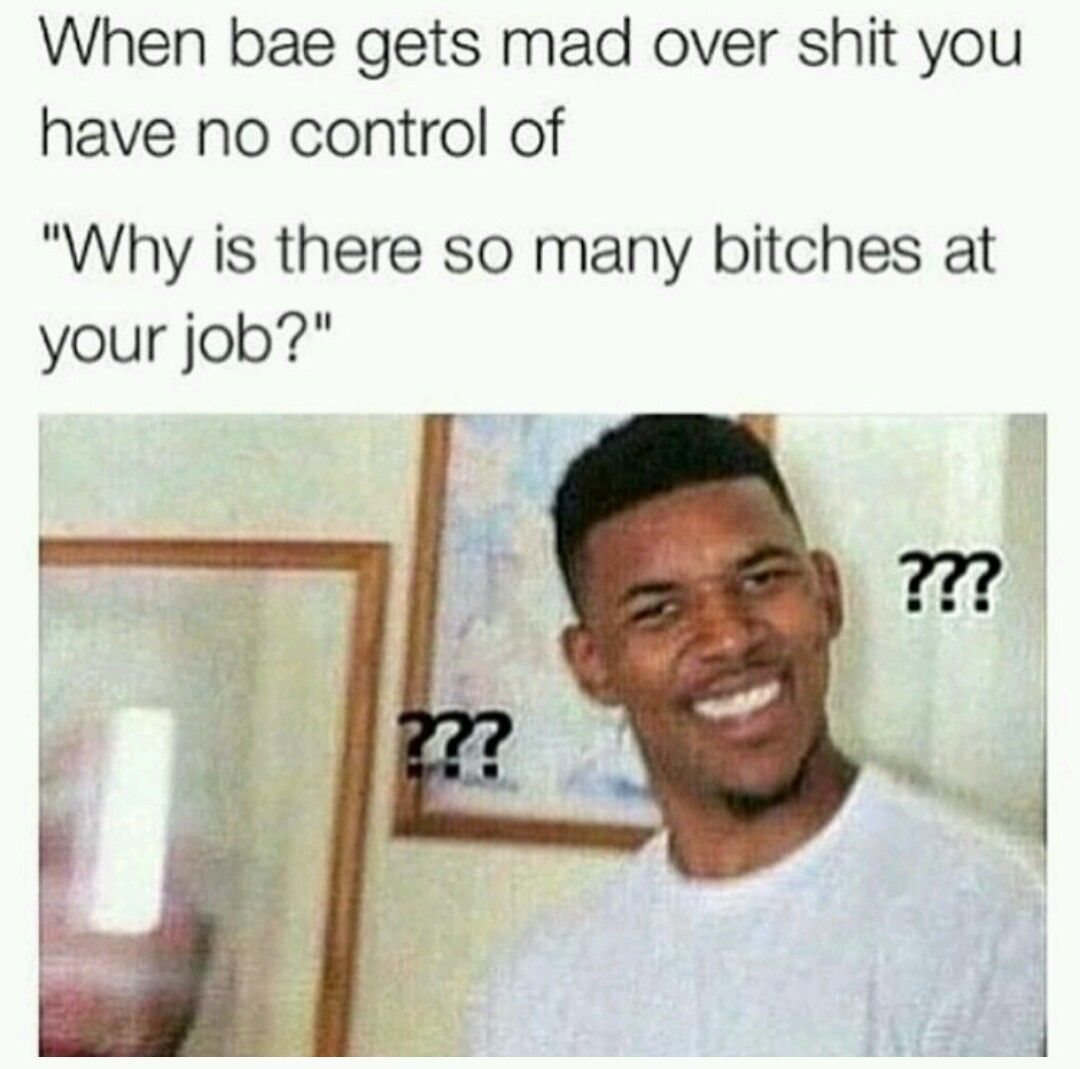 When bae gets mad over shit you
have no control of
"Why is there so many bitches at
your job?"
???
???